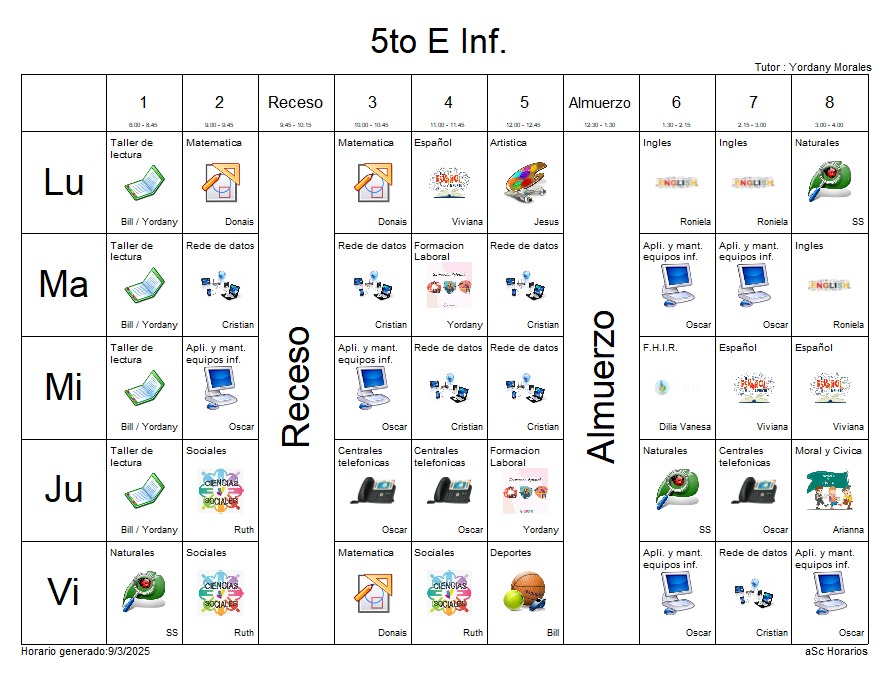 5to E Inf.
Tutor : Yordany Morales
1 2 Receso 3 4 5 Almuerzo 6 7 8
8:00 - 8:45 9:00 - 9:45 9:45 - 10:15 10:00 - 10:45 11:00 - 11:45 12:00 - 12:45 12:30 - 1:30 1:30 - 2:15 2:15 - 3:00 3:00 - 4:00
Lu
Taller de
lectura
Bill / Yordany
Matematica
Donais
Matematica
Donais
Español
Viviana
Artistica
Jesus
Ingles
ENGLISH
Roniela
Ingles
ENGLISH
Roniela
Naturales
SS
Ma
Taller de
lectura
Bill / Yordany
Rede de datos
Cristian
Receso
Rede de datos
Cristian
Formacion
Laboral
Yordany
Rede de datos
Cristian
Almuerzo
Apli. y mant.
equipos inf.
Oscar
Apli. y mant.
equipos inf.
Oscar
Ingles
ENGLISH
Roniela
Mi
Taller de
lectura
Bill / Yordany
Apli. y mant.
equipos inf.
Oscar
Apli. y mant.
equipos inf.
Oscar
Rede de datos
Cristian
Rede de datos
Cristian
F.H.I.R.
Dilia Vanesa
Español
Viviana
Español
Viviana
Ju
Taller de
lectura
Bill / Yordany
Sociales
CIENCIAS
SOCIALES
Ruth
Centrales
telefonicas
Oscar
Centrales
telefonicas
Oscar
Formacion
Laboral
Yordany
Naturales
SS
Centrales
telefonicas
Oscar
Moral y Civica
Arianna
Vi
Naturales
SS
Sociales
CIENCIAS
SOCIALES
Ruth
Matematica
Donais
Sociales
CIENCIAS
SOCIALES
Ruth
Deportes
Bill
Apli. y mant.
equipos inf.
Oscar
Rede de datos
Cristian
Apli. y mant.
equipos inf.
Oscar
Horario generado:9/3/2025
aSc Horarios